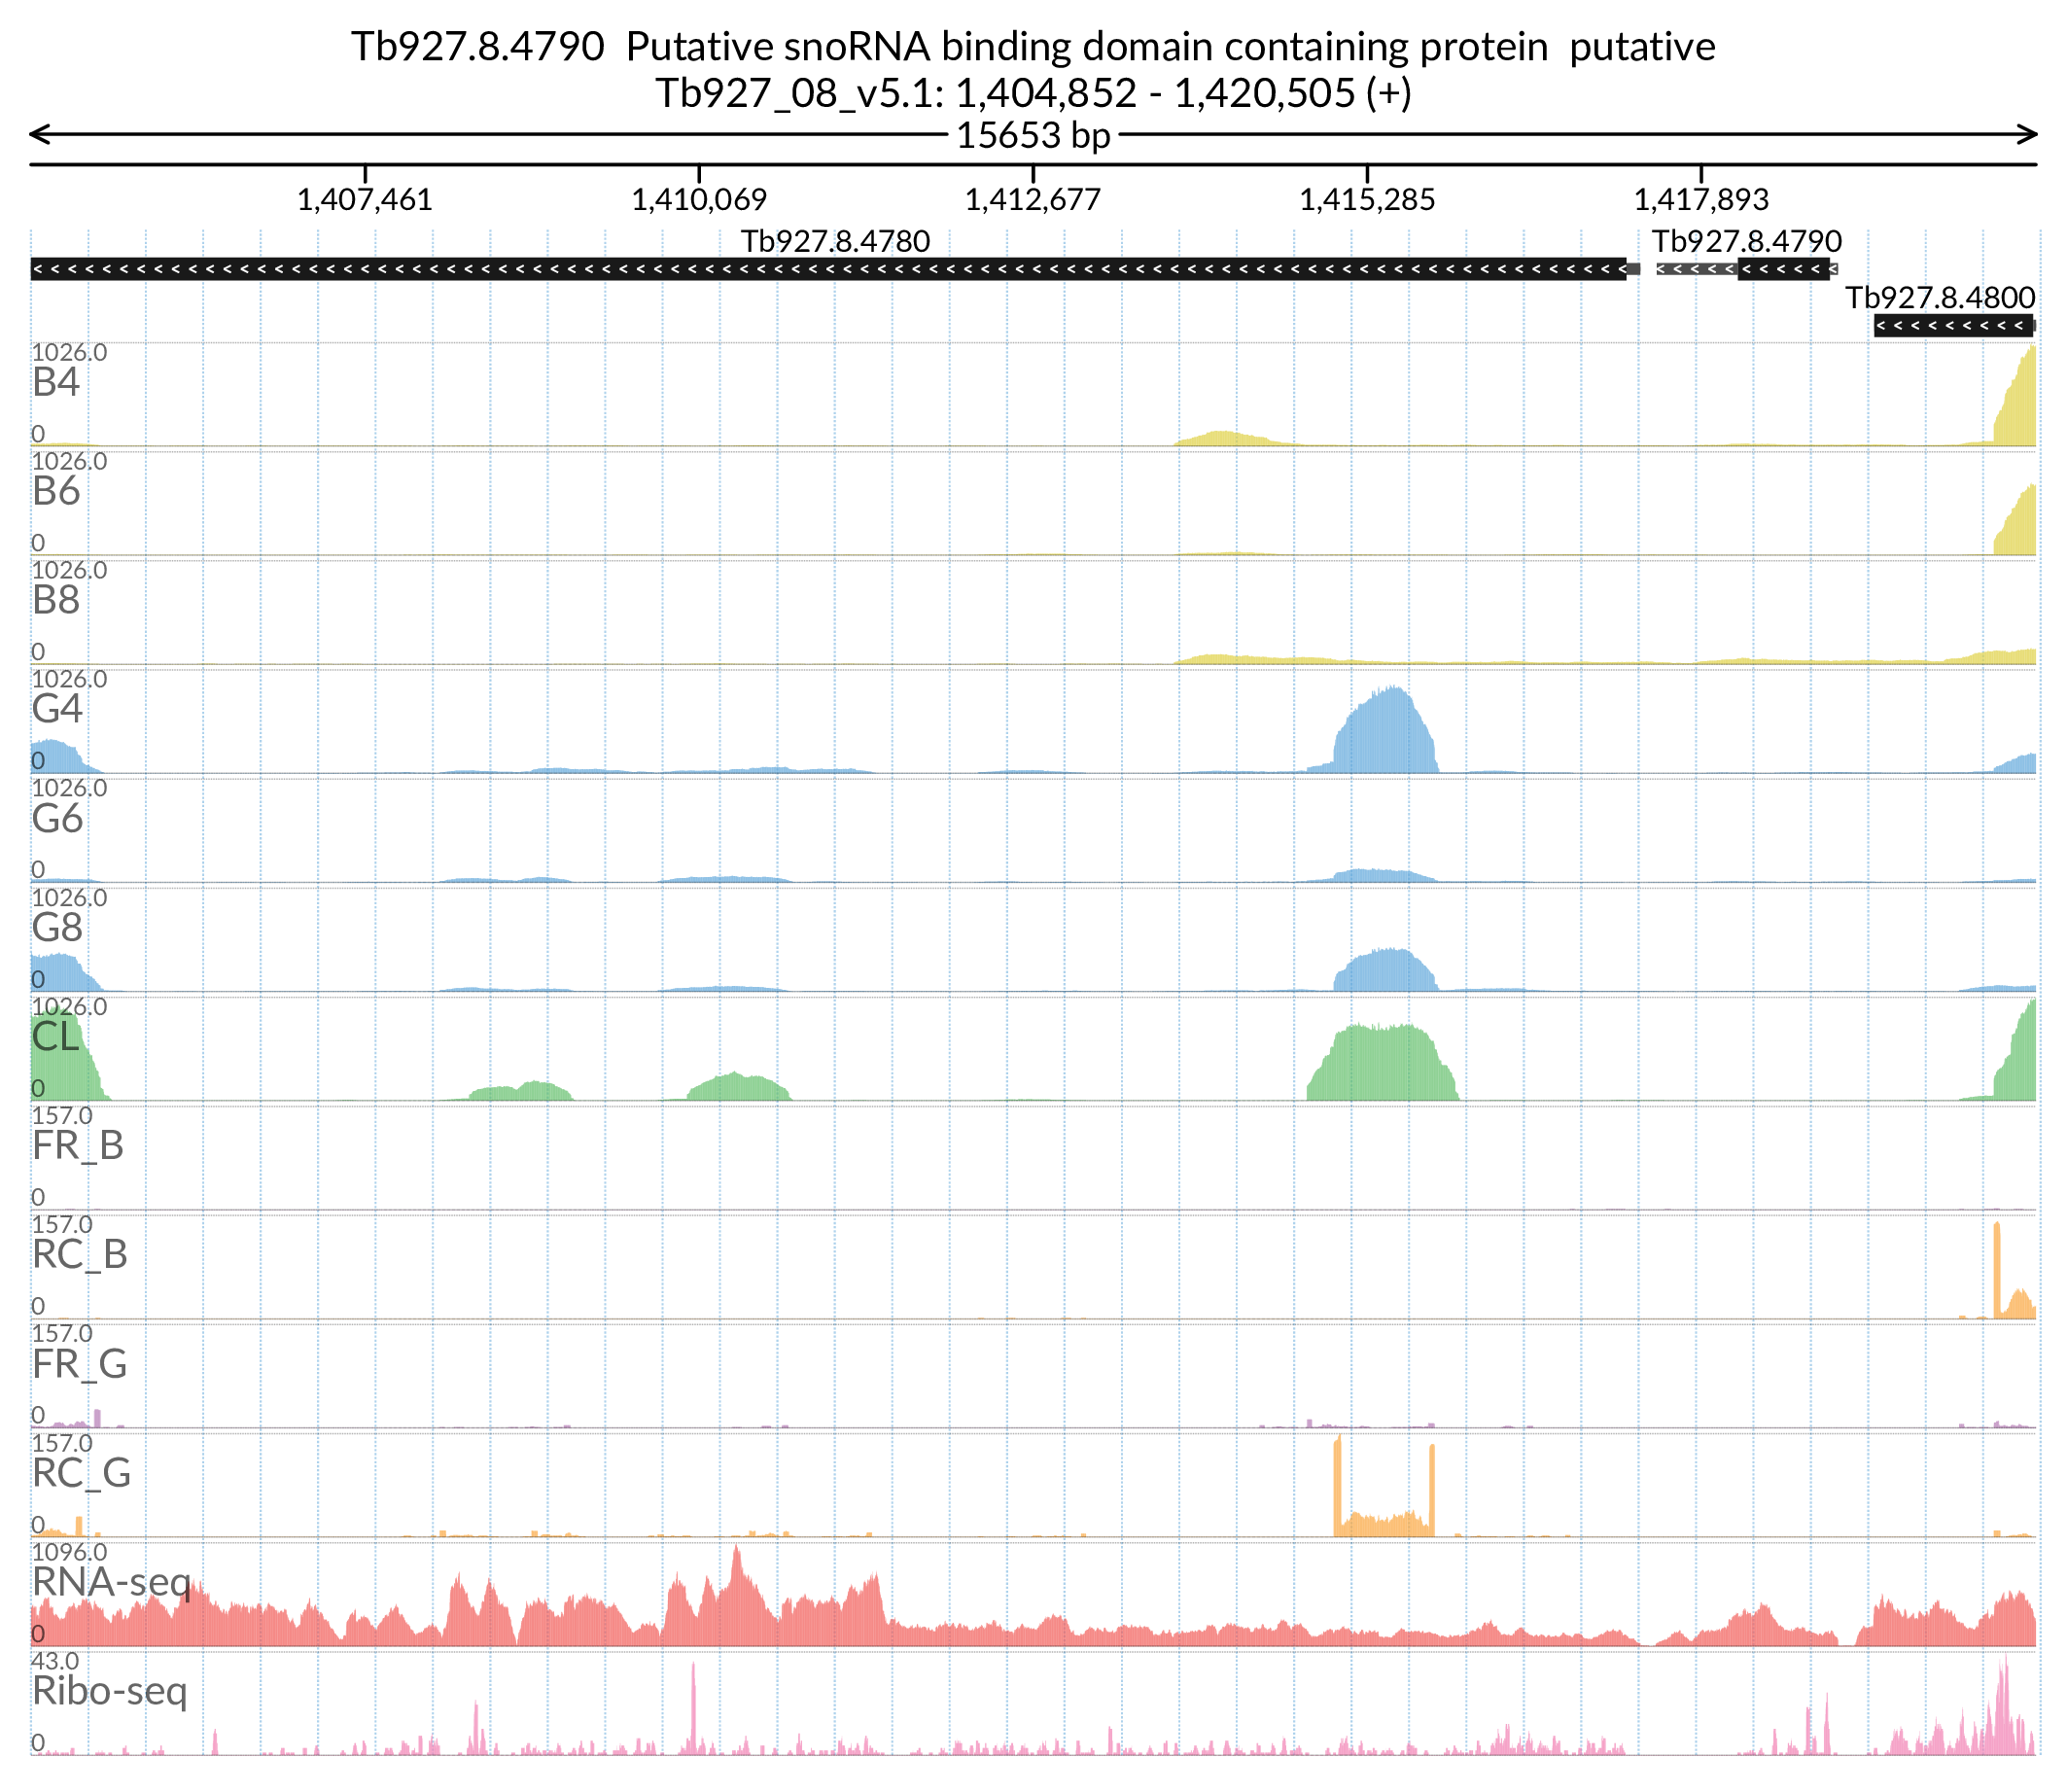 Tb927.8.4790  Putative snoRNA binding domain containing protein  putative
Tb927_08_v5.1: 1,404,852 - 1,420,505 (+)
15653 bp
1,407,461 1,410,069 1,412,677 1,415,285 1,417,893
Tb927.8.4780 Tb927.8.4790
Tb927.8.4800
1026.0
B4
0
1026.0
B6
0
1026.0
B8
0
1026.0
G4
0
1026.0
G6
0
1026.0
G8
0
1026.0
CL
0
157.0
FR_B
0
157.0
RC_B
0
157.0
FR_G
0
157.0
RC_G
0
1096.0
RNA-seq
0
43.0
Ribo-seq
0